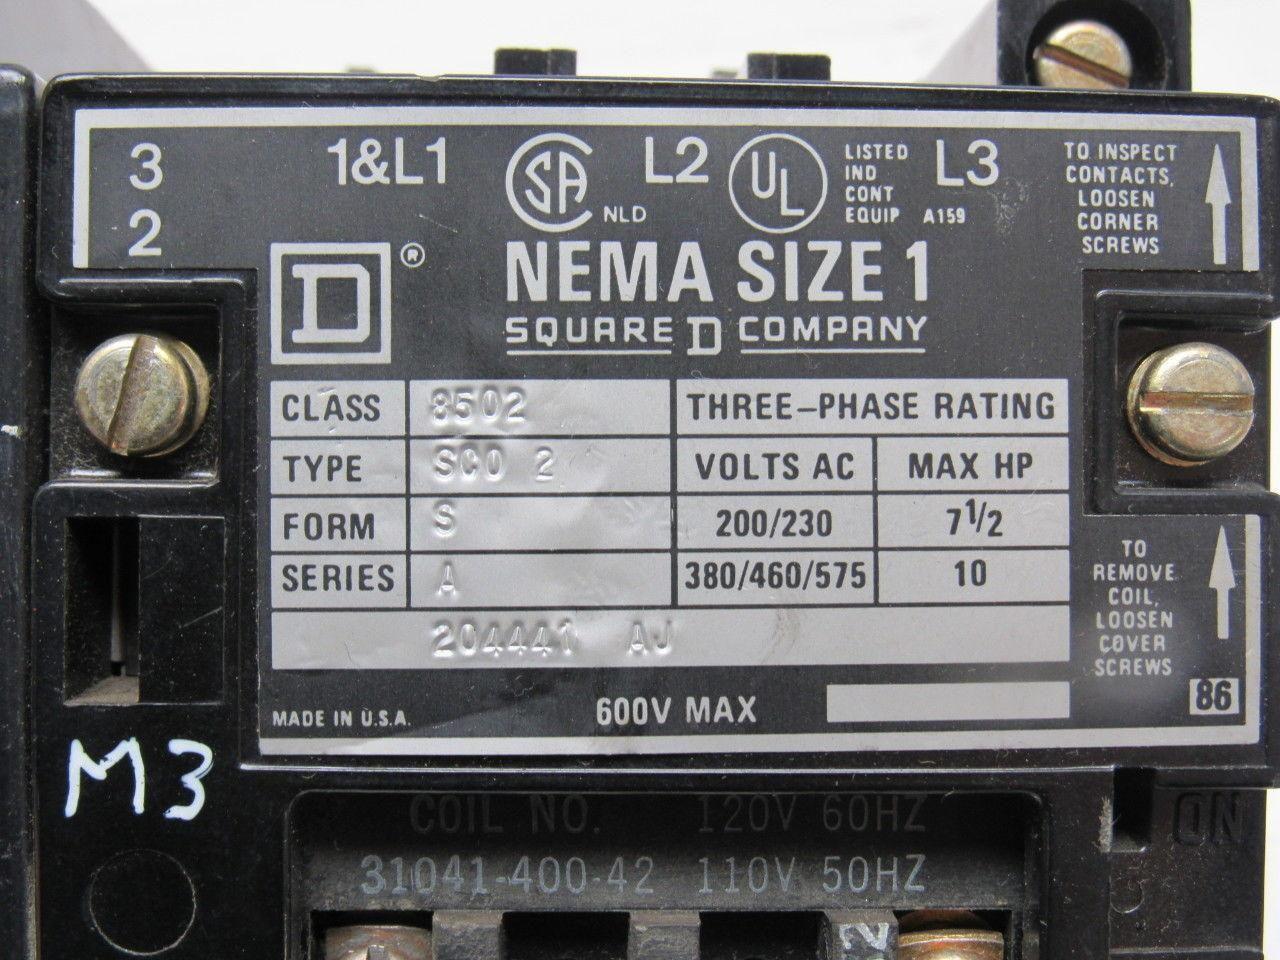 3 1&L1 L2 L3
2
SA NLD
UL ®
LISTED
IND
CONT
EQUIP A159
TO INSPECT
CONTACTS,
LOOSEN
CORNER
SCREWS
D ®
NEMA SIZE 1
SQUARE D COMPANY
CLASS 8502
TYPE SCO 2
FORM S
SERIES A
204441 AJ
THREE-PHASE RATING
VOLTS AC MAX HP
200/230 7 1/2
380/460/575 10
TO
REMOVE
COIL,
LOOSEN
COVER
SCREWS
86
MADE IN U.S.A. 600V MAX
M3
COIL NO. 120V 60HZ
31041-400-42 110V 50HZ
ON
2